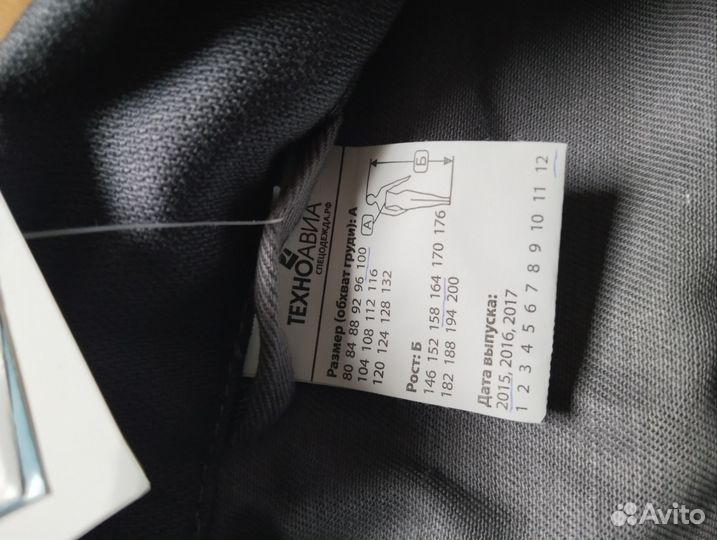 ТЕХНОАВИА
СПЕЦОДЕЖДА.РФ
Размер (обхват груди): А
80 84 88 92 96 100
104 108 112 116
120 124 128 132
А
Б
Рост: Б
146 152 158 164 170 176
182 188 194 200
Дата выпуска:
2015, 2016, 2017
1 2 3 4 5 6 7 8 9 10 11 12
Avito